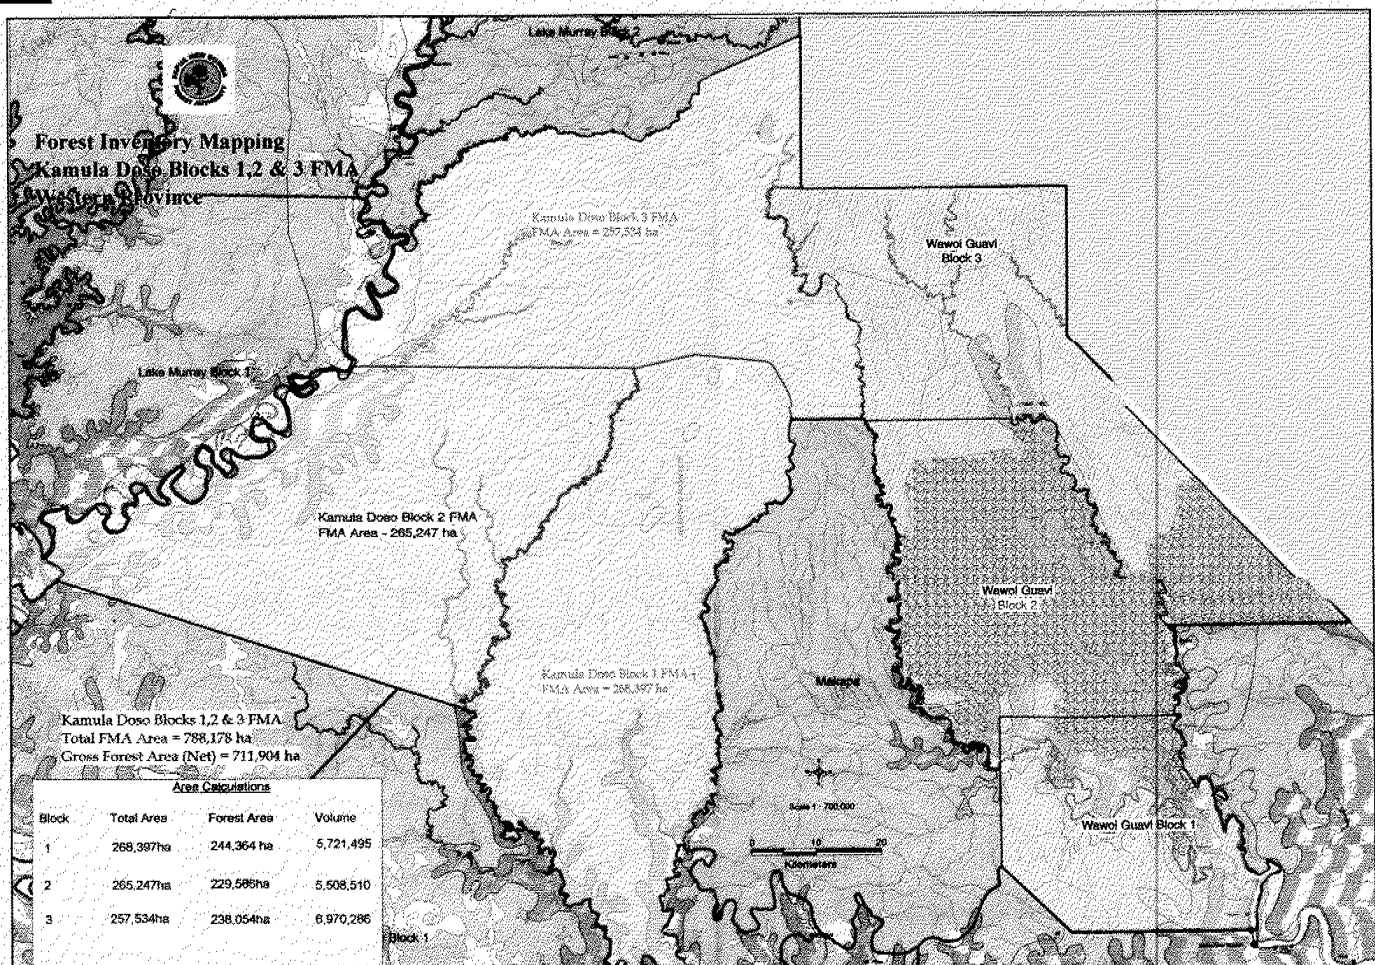 Lake Murray Block 2
PAPUA NEW GUINEA
FOREST AUTHORITY
Forest Inventory Mapping
Kamula Doso Blocks 1,2 & 3 FMA
Western Province
Kamula Doso Block 3 FMA
FMA Area = 257,534 ha
Wawoi Guavi
Block 3
Lake Murray Block 1
Kamula Doso Block 2 FMA
FMA Area - 265,247 ha
Wawoi Guavi
Block 2
Kamula Doso Block 1 FMA
FMA Area = 268,397 ha
Makapa
Kamula Doso Blocks 1,2 & 3 FMA
Total FMA Area = 788,178 ha
Gross Forest Area (Net) = 711,904 ha
Area Calculations
Block Total Area Forest Area Volume
1 268,397ha 244,364 ha 5,721,495
2 265,247ha 229,586ha 5,508,510
3 257,534ha 238,054ha 6,970,286
Scale 1 : 700,000
0 10 20
Kilometers
Wawoi Guavi Block 1
Block 1